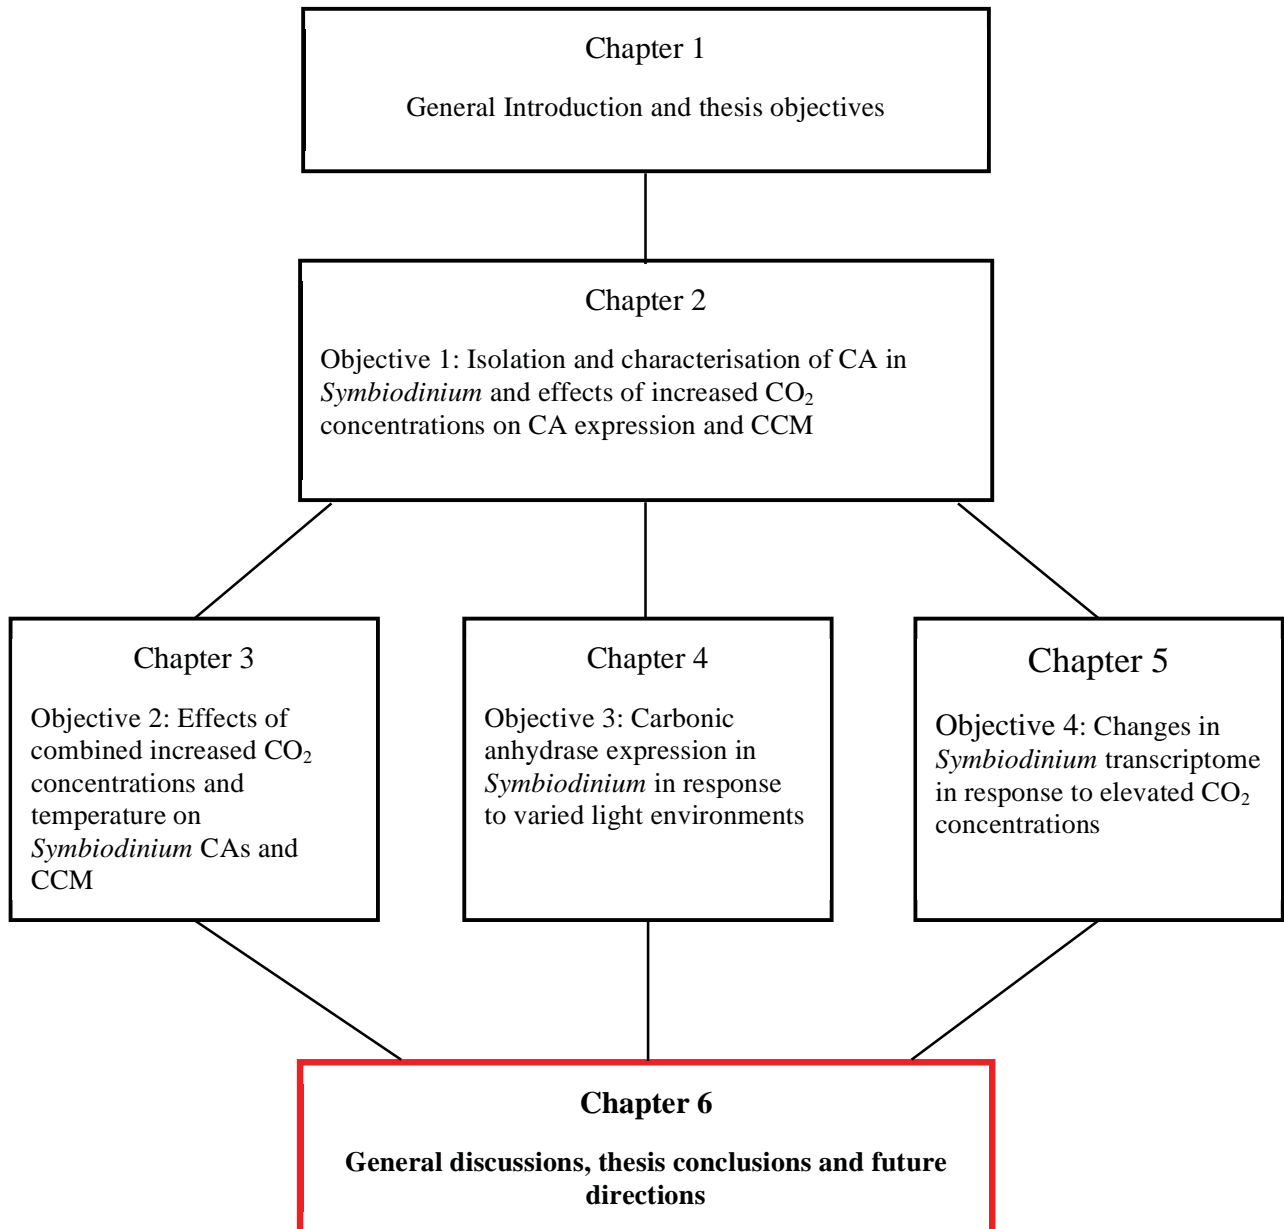 Chapter 1
General Introduction and thesis objectives
Chapter 2
Objective 1: Isolation and characterisation of CA in
Symbiodinium and effects of increased CO₂
concentrations on CA expression and CCM
Chapter 3
Objective 2: Effects of
combined increased CO₂
concentrations and
temperature on
Symbiodinium CAs and
CCM
Chapter 4
Objective 3: Carbonic
anhydrase expression in
Symbiodinium in response
to varied light environments
Chapter 5
Objective 4: Changes in
Symbiodinium transcriptome
in response to elevated CO₂
concentrations
Chapter 6
General discussions, thesis conclusions and future
directions